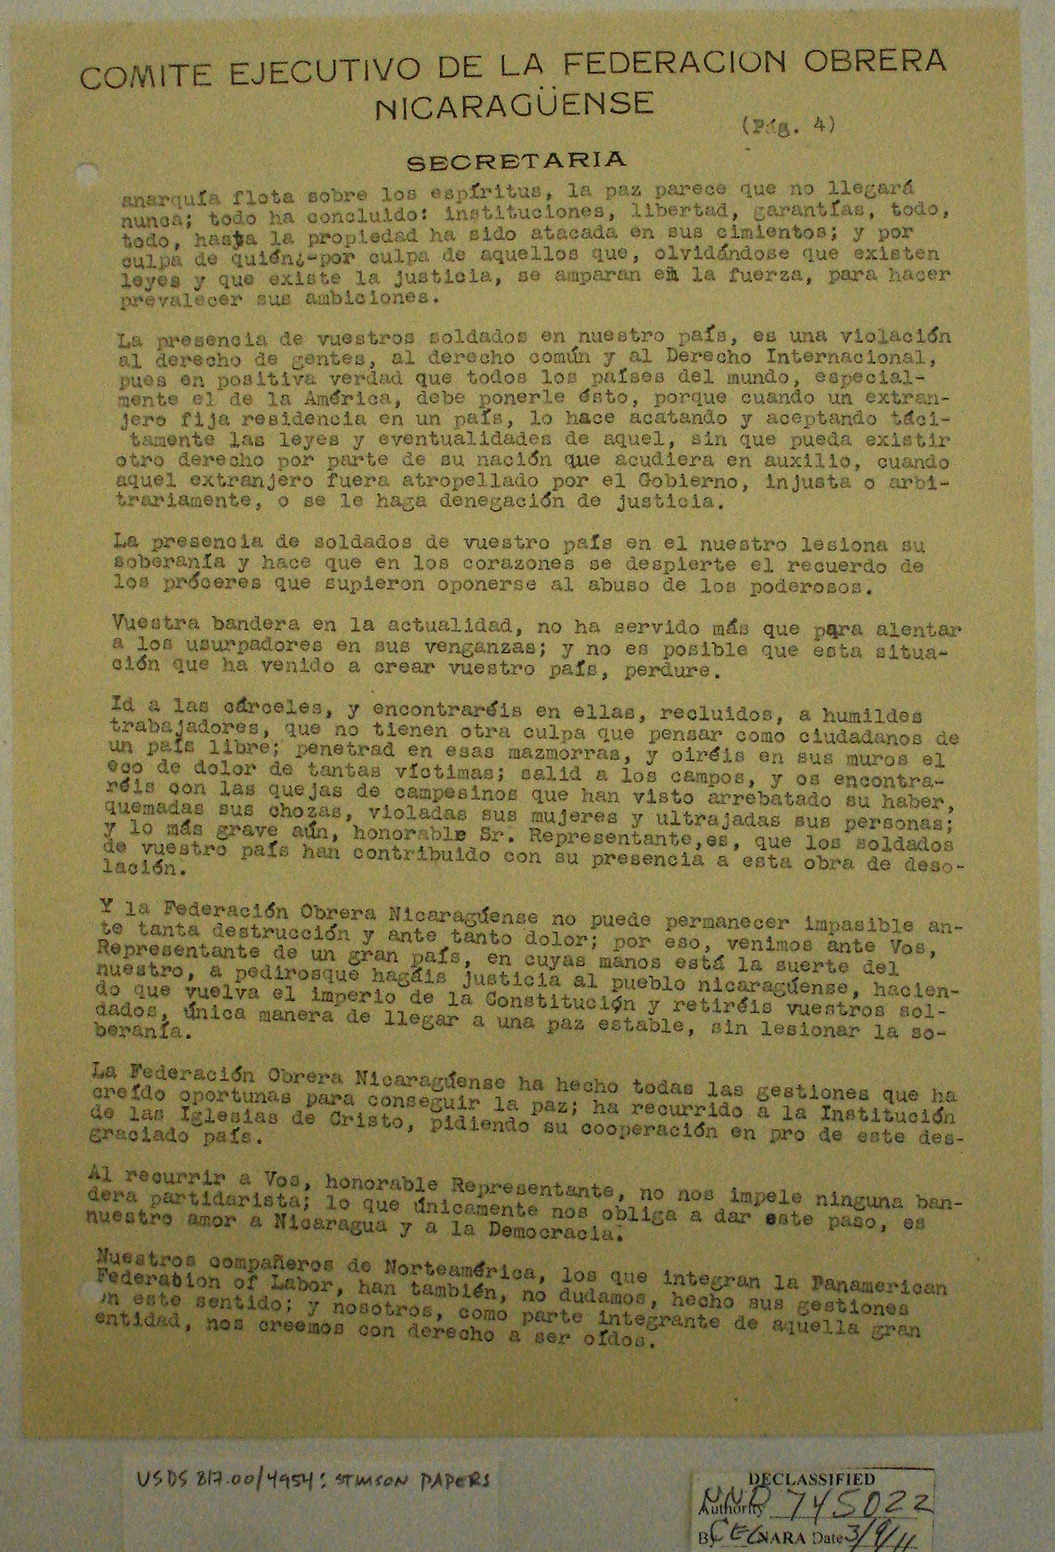 COMITE EJECUTIVO DE LA FEDERACION OBRERA
NICARAGÜENSE
(Pág. 4)
SECRETARIA
anarquía flota sobre los espíritus, la paz parece que no llegará
nunca; todo ha concluido: instituciones, libertad, garantías, todo,
todo, hasta la propiedad ha sido atacada en sus cimientos; y por
culpa de quién¿-por culpa de aquellos que, olvidándose que existen
leyes y que existe la justicia, se amparan en la fuerza, para hacer
prevalecer sus ambiciones.
La presencia de vuestros soldados en nuestro país, es una violación
al derecho de gentes, al derecho común y al Derecho Internacional,
pues en positiva verdad que todos los países del mundo, especial-
mente el de la América, debe ponerle ésto, porque cuando un extran-
jero fija residencia en un país, lo hace acatando y aceptando táci-
tamente las leyes y eventualidades de aquel, sin que pueda existir
otro derecho por parte de su nación que acudiera en auxilio, cuando
aquel extranjero fuera atropellado por el Gobierno, injusta o arbi-
trariamente, o se le haga denegación de justicia.
La presencia de soldados de vuestro país en el nuestro lesiona su
soberanía y hace que en los corazones se despierte el recuerdo de
los próceres que supieron oponerse al abuso de los poderosos.
Vuestra bandera en la actualidad, no ha servido más que para alentar
a los usurpadores en sus venganzas; y no es posible que esta situa-
ción que ha venido a crear vuestro país, perdure.
Id a las cárceles, y encontraréis en ellas, recluidos, a humildes
trabajadores, que no tienen otra culpa que pensar como ciudadanos de
un país libre; penetrad en esas mazmorras, y oiréis en sus muros el
eco de dolor de tantas víctimas; salid a los campos, y os encontra-
réis con las quejas de campesinos que han visto arrebatado su haber,
quemadas sus chozas, violadas sus mujeres y ultrajadas sus personas;
y lo más grave aún, honorable Sr. Representante,es, que los soldados
de vuestro país han contribuido con su presencia a esta obra de deso-
lación.
Y la Federación Obrera Nicaragúense no puede permanecer impasible an-
te tanta destrucción y ante tanto dolor; por eso, venimos ante Vos,
Representante de un gran país, en cuyas manos está la suerte del
nuestro, a pedirosque hagáis justicia al pueblo nicaragúense, hacien-
do que vuelva el imperio de la Constitución y retiréis vuestros sol-
dados, única manera de llegar a una paz estable, sin lesionar la so-
beranía.
La Federación Obrera Nicaragúense ha hecho todas las gestiones que ha
creído oportunas para conseguir la paz; ha recurrido a la Institución
de las Iglesias de Cristo, pidiendo su cooperación en pro de este des-
graciado país.
Al recurrir a Vos, honorable Representante, no nos impele ninguna ban-
dera partidarista; lo que únicamente nos obliga a dar este paso, es
nuestro amor a Nicaragua y a la Democracia.
Nuestros compañeros de Norteamérica, los que integran la Panamerican
Federation of Labor, han también, no dudamos, hecho sus gestiones
en este sentido; y nosotros, como parte integrante de aquella gran
entidad, nos creemos con derecho a ser oídos.
USDS 817.00/4954: STIMSON PAPERS
DECLASSIFIED
Authority NND 745022
By CEG NARA Date 3/9/11